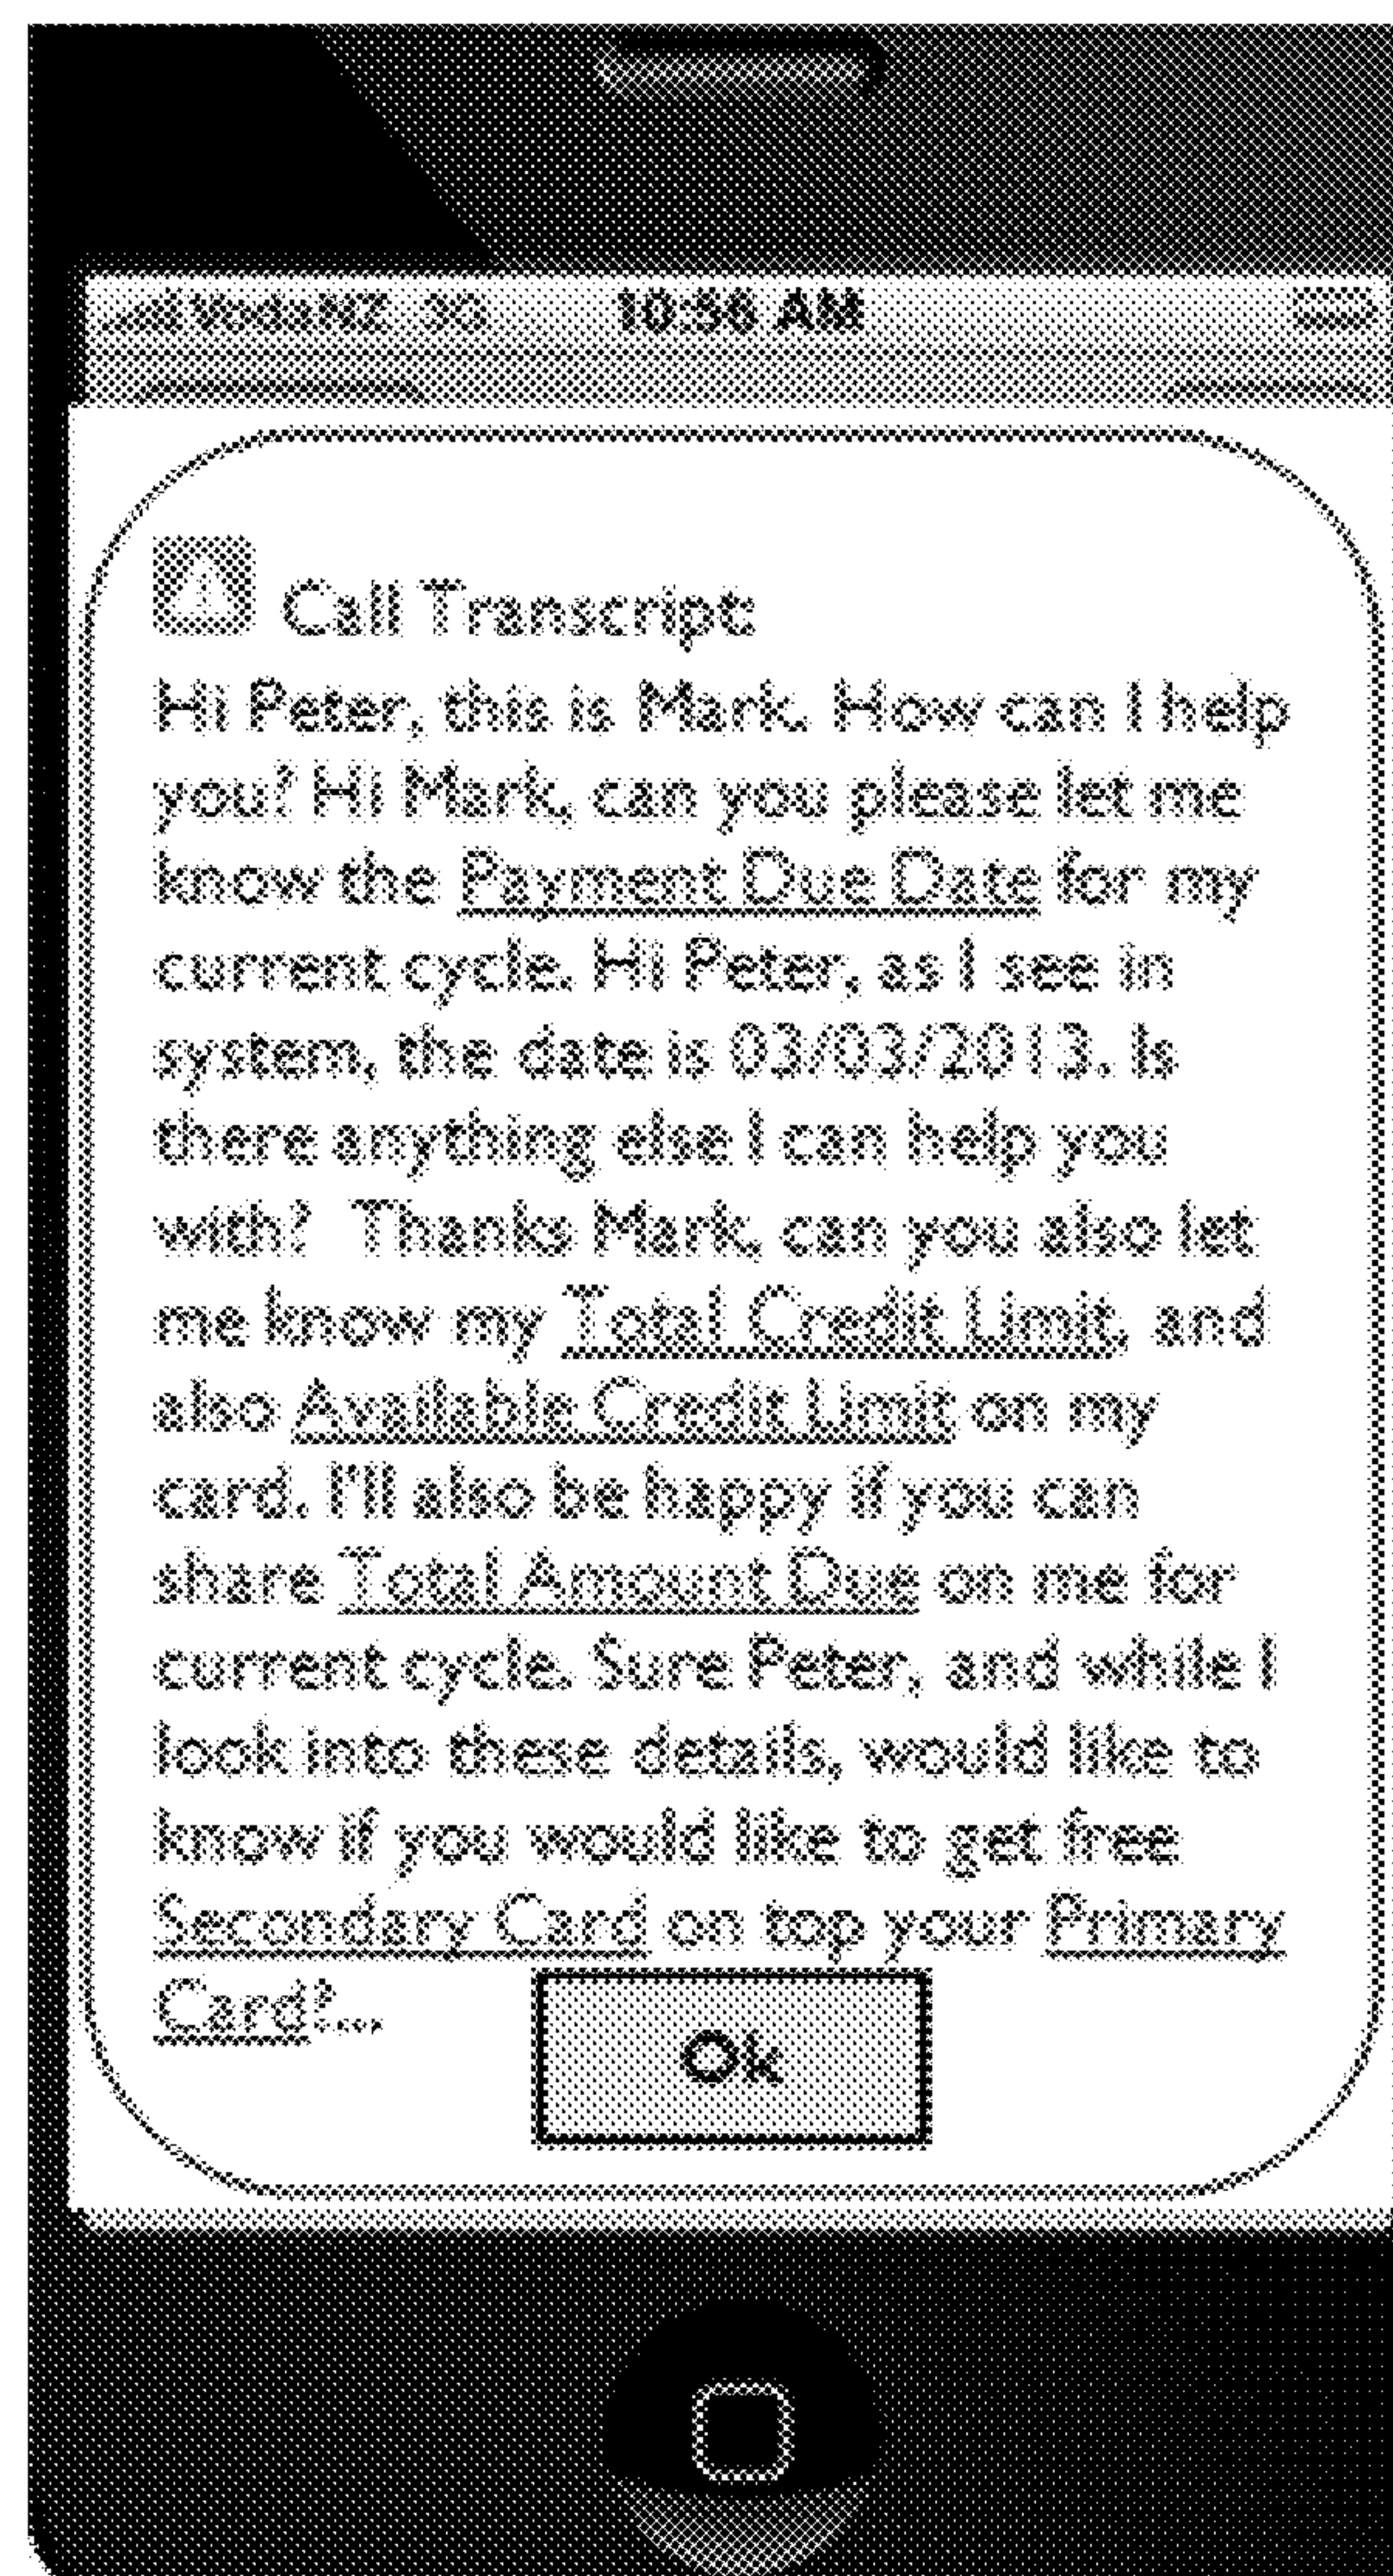 VodaNZ 3G 10:56 AM
Call Transcript:
Hi Peter, this is Mark. How can I help
you? Hi Mark, can you please let me
know the Payment Due Date for my
current cycle. Hi Peter, as I see in
system, the date is 03/03/2013. Is
there anything else I can help you
with? Thanks Mark, can you also let
me know my Total Credit Limit, and
also Available Credit Limit on my
card. I'll also be happy if you can
share Total Amount Due on me for
current cycle. Sure Peter, and while I
look into these details, would like to
know if you would like to get free
Secondary Card on top your Primary
Card?...
Ok